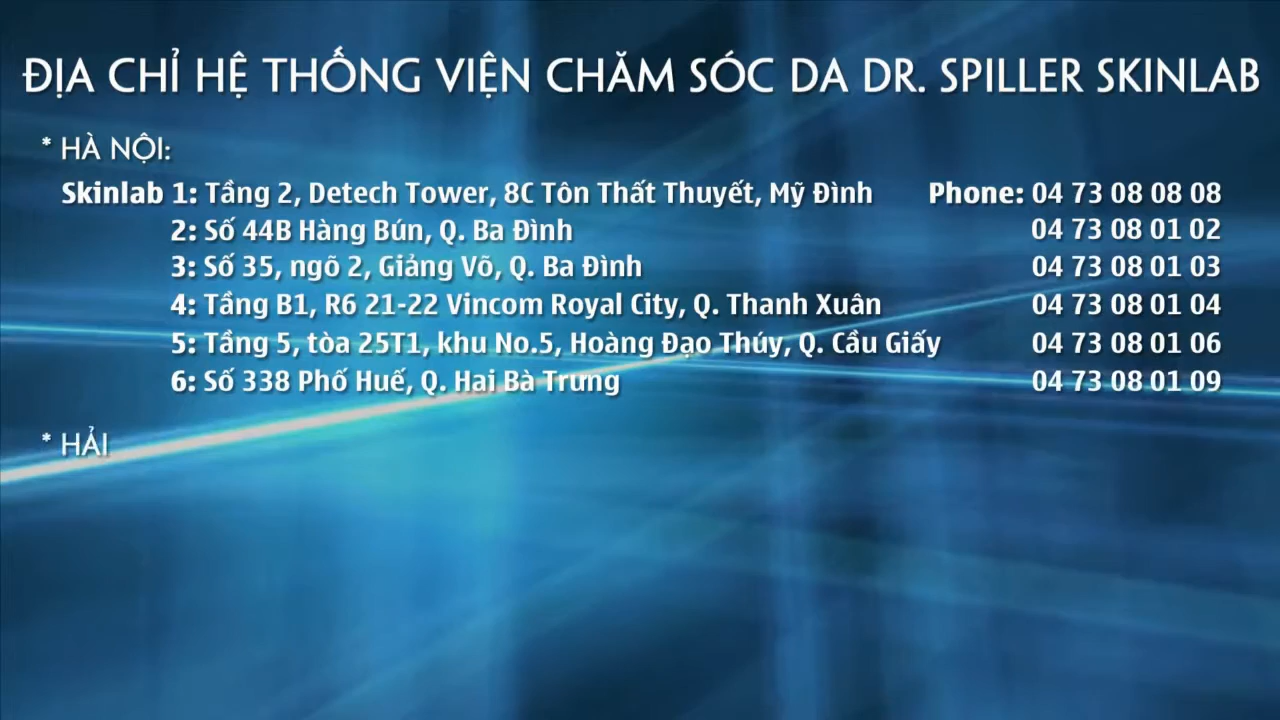 ĐỊA CHỈ HỆ THỐNG VIỆN CHĂM SÓC DA DR. SPILLER SKINLAB
* HÀ NỘI:
Skinlab 1: Tầng 2, Detech Tower, 8C Tôn Thất Thuyết, Mỹ Đình Phone: 04 73 08 08 08
2: Số 44B Hàng Bún, Q. Ba Đình 04 73 08 01 02
3: Số 35, ngõ 2, Giảng Võ, Q. Ba Đình 04 73 08 01 03
4: Tầng B1, R6 21-22 Vincom Royal City, Q. Thanh Xuân 04 73 08 01 04
5: Tầng 5, tòa 25T1, khu No.5, Hoàng Đạo Thúy, Q. Cầu Giấy 04 73 08 01 06
6: Số 338 Phố Huế, Q. Hai Bà Trưng 04 73 08 01 09
* HẢI